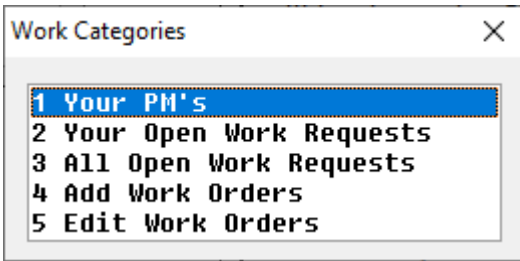 Work Categories
1 Your PM's
2 Your Open Work Requests
3 All Open Work Requests
4 Add Work Orders
5 Edit Work Orders